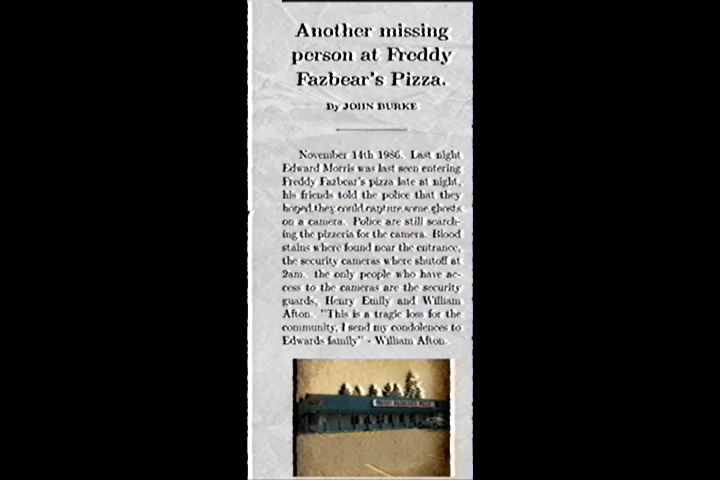 Another missing
person at Freddy
Fazbear's Pizza.
By JOHN BURKE
November 14th 1986. Last night
Edward Morris was last seen entering
Freddy Fazbear's pizza late at night,
his friends told the police that they
hoped they could capture some ghosts
on a camera. Police are still search-
ing the pizzeria for the camera. Blood
stains where found near the entrance,
the security cameras where shutoff at
2am. the only people who have ac-
cess to the cameras are the security
guards, Henry Emily and William
Afton. "This is a tragic loss for the
community, I send my condolences to
Edwards family" - William Afton.